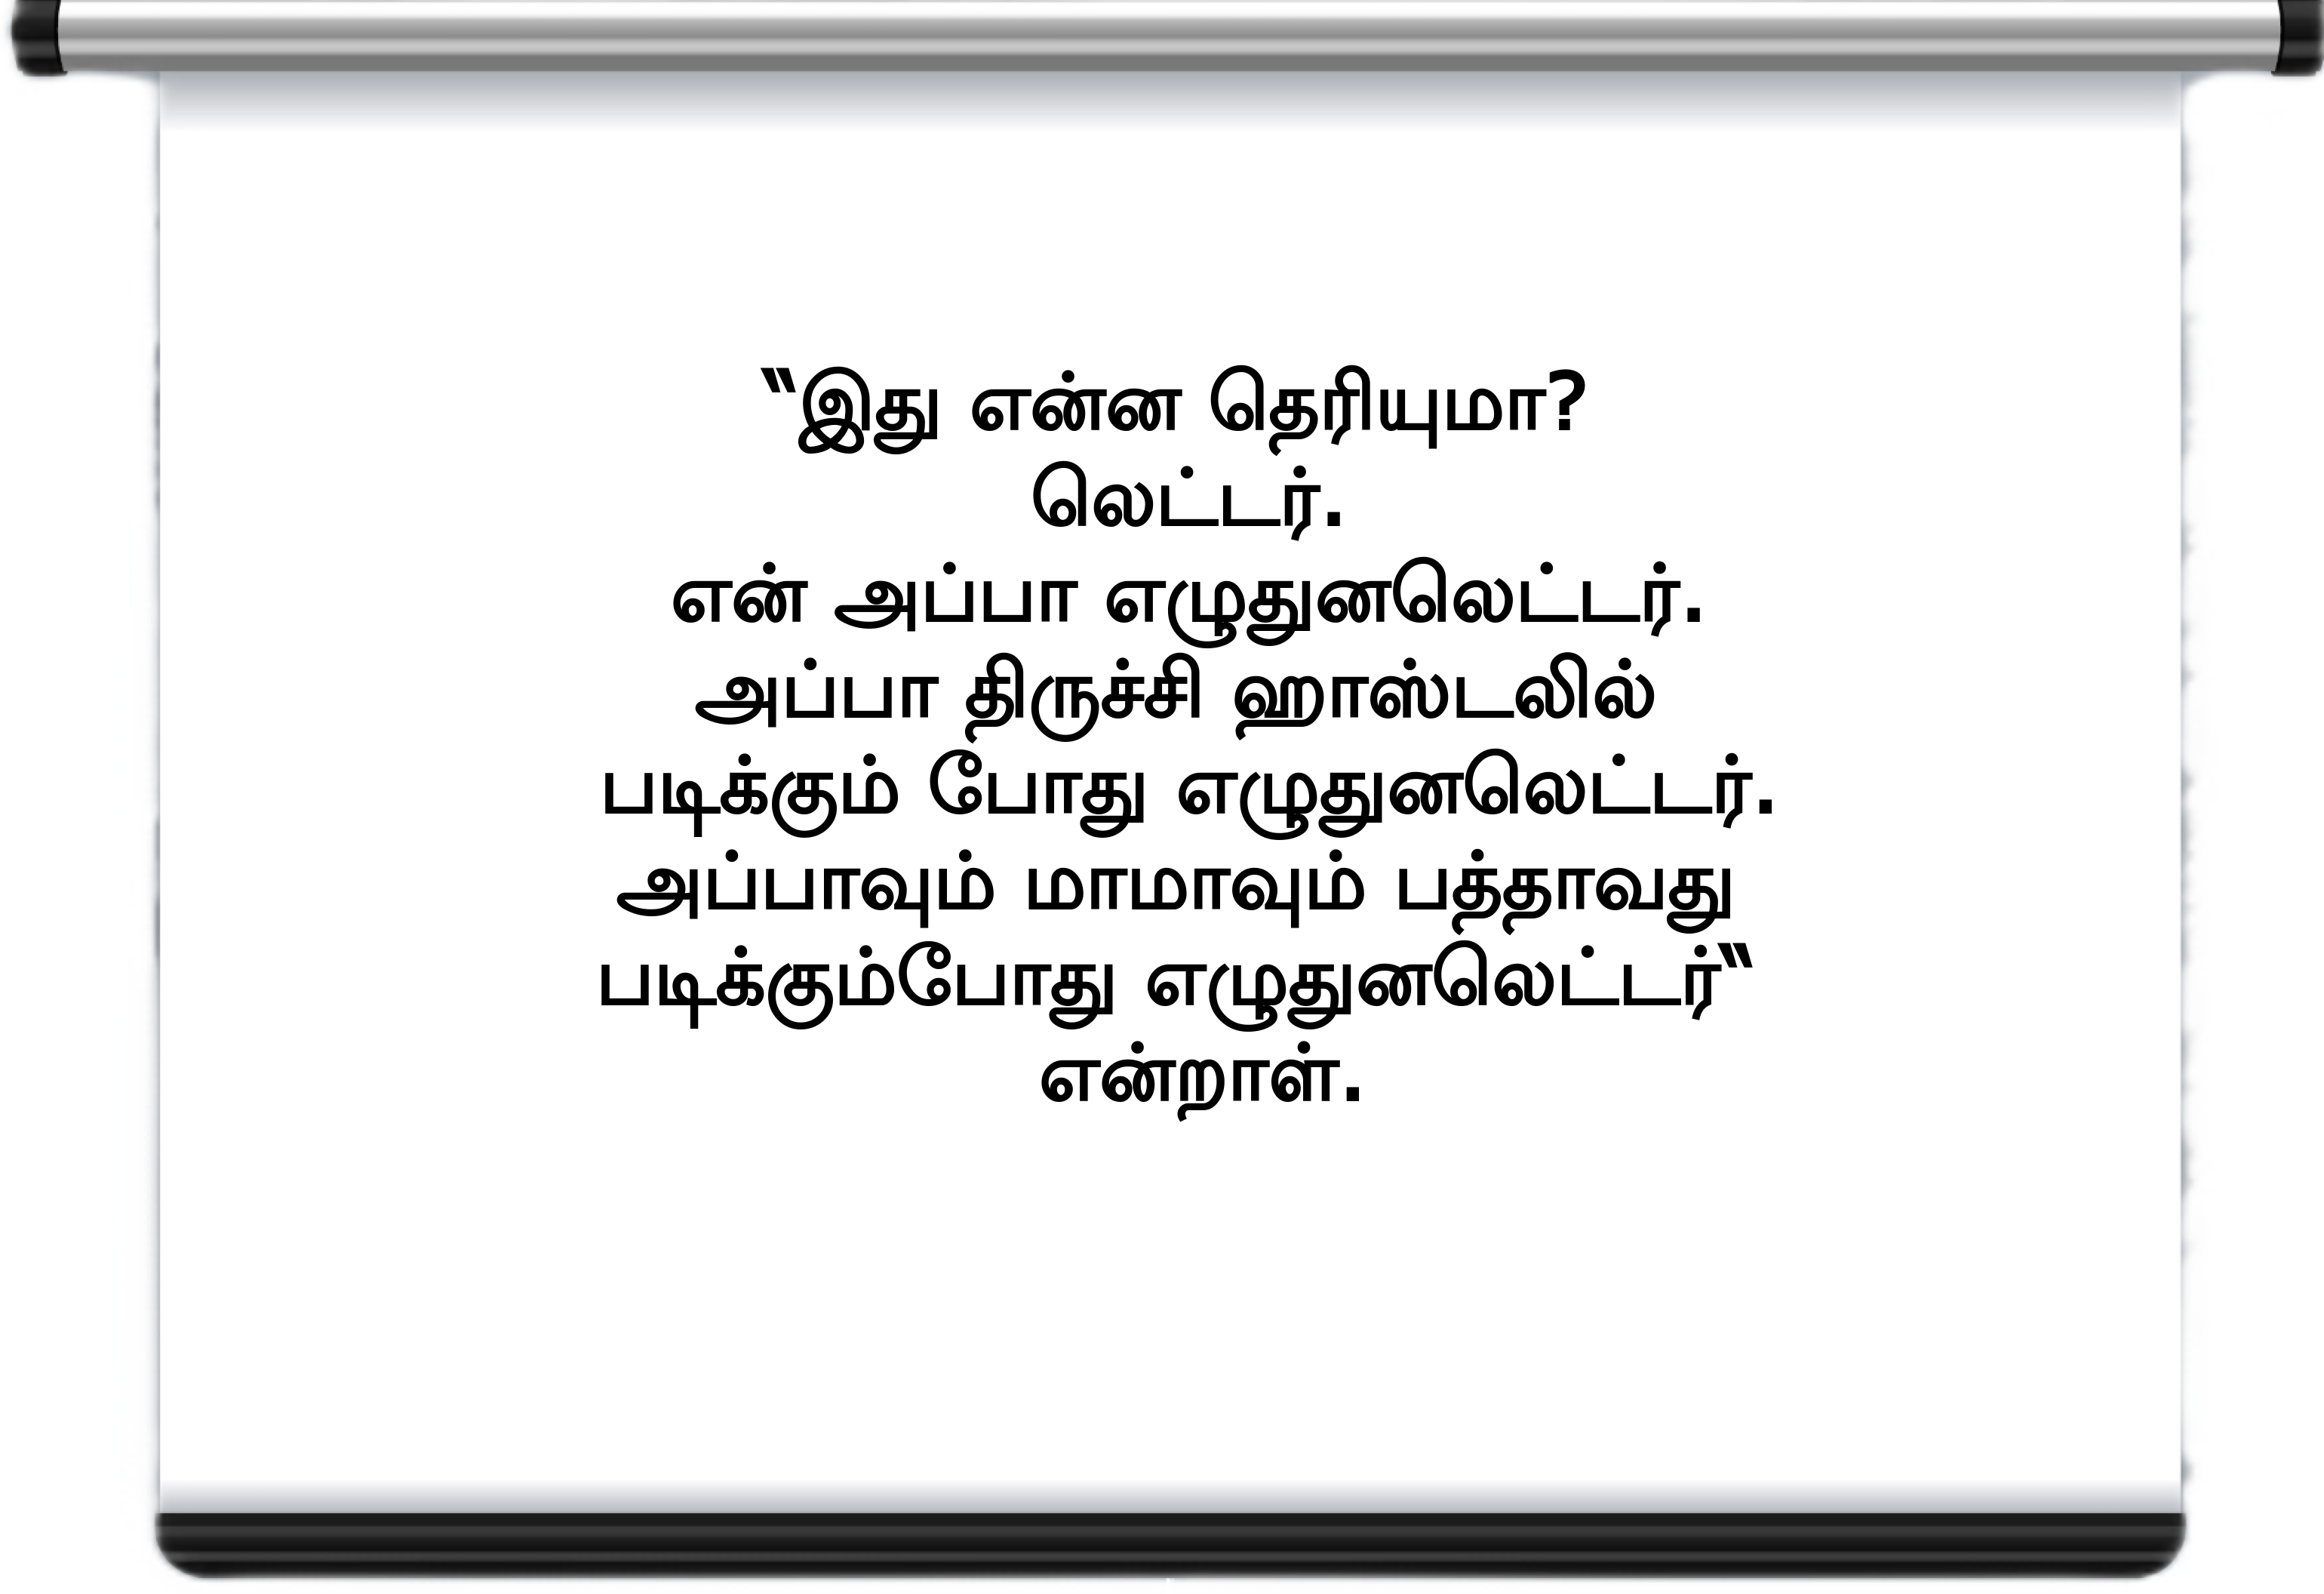 “இது என்ன தெரியுமா?
லெட்டர்.
என் அப்பா எழுதுனலெட்டர்.
அப்பா திருச்சி ஹாஸ்டலில்
படிக்கும் போது எழுதுனலெட்டர்.
அப்பாவும் மாமாவும் பத்தாவது
படிக்கும்போது எழுதுனலெட்டர்“
என்றாள்.